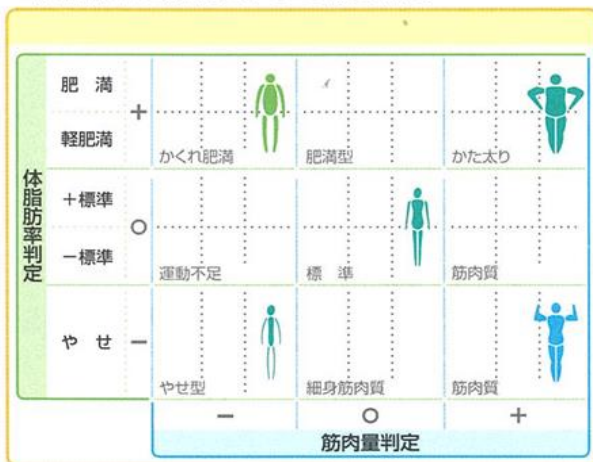 肥 満
＋
軽肥満
かくれ肥満 肥満型 かた太り
体脂肪率判定
＋標準
○
－標準
運動不足 標 準 筋肉質
や せ －
やせ型 細身筋肉質 筋肉質
－ ○ ＋
筋肉量判定